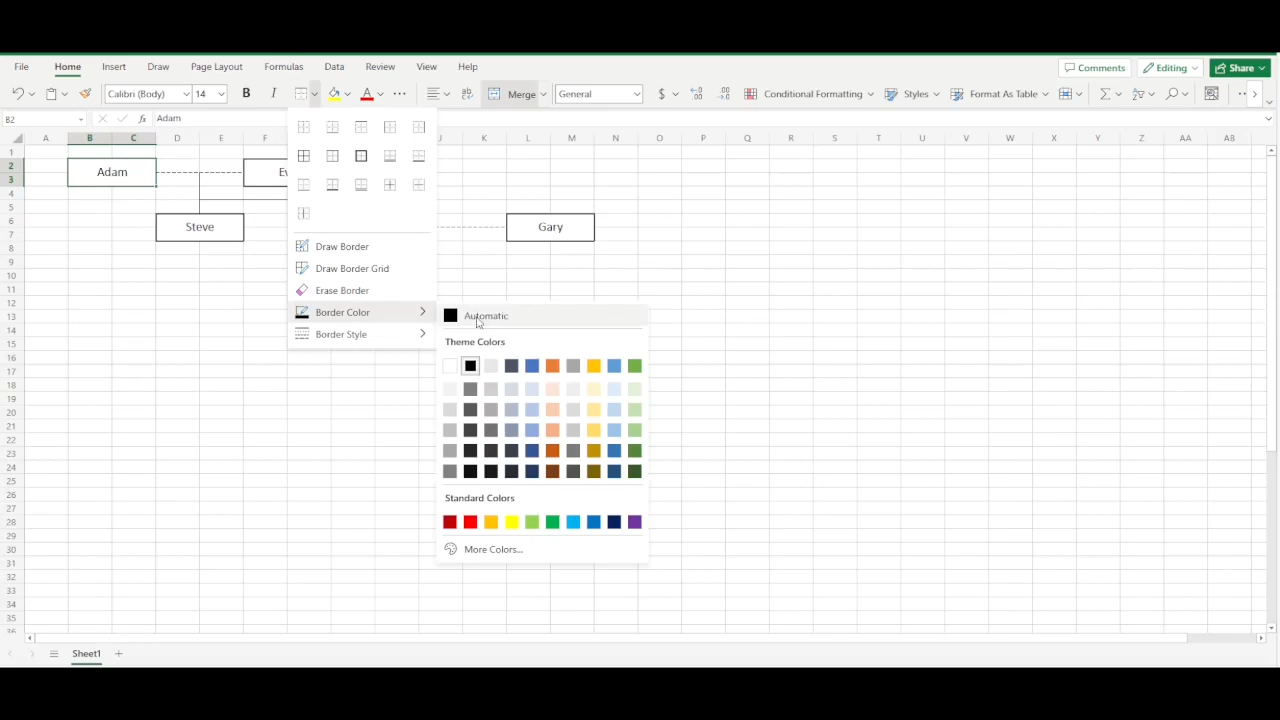 File Home Insert Draw Page Layout Formulas Data Review View Help Comments Editing Share
Calibri (Body) 14 B I A Merge General $ Conditional Formatting Styles Format As Table
B2 fx Adam
A B C D E F J K L M N O P Q R S T U V W X Y Z AA AB
1
2
3
Adam
4
5
6
7
Steve Gary
8
9
10
11
12
13
14
15
16
17
18
19
20
21
22
23
24
25
26
27
28
29
30
31
32
33
34
35
36
Draw Border
Draw Border Grid
Erase Border
Border Color
Border Style
Automatic
Theme Colors
Standard Colors
More Colors...
Sheet1